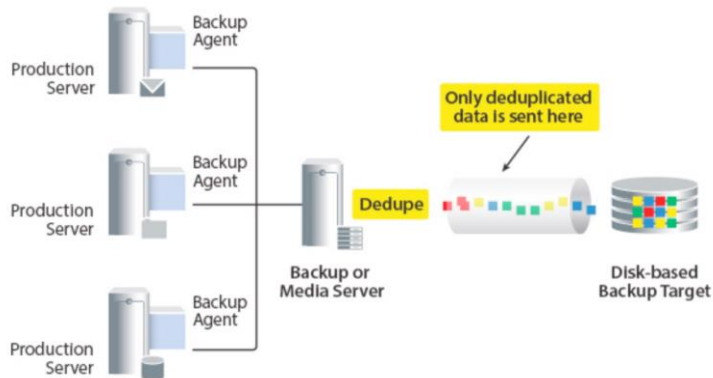 Backup
Agent
Production
Server
Only deduplicated
data is sent here
Backup
Agent
Production
Server
Dedupe
Backup or
Media Server
Disk-based
Backup Target
Backup
Agent
Production
Server